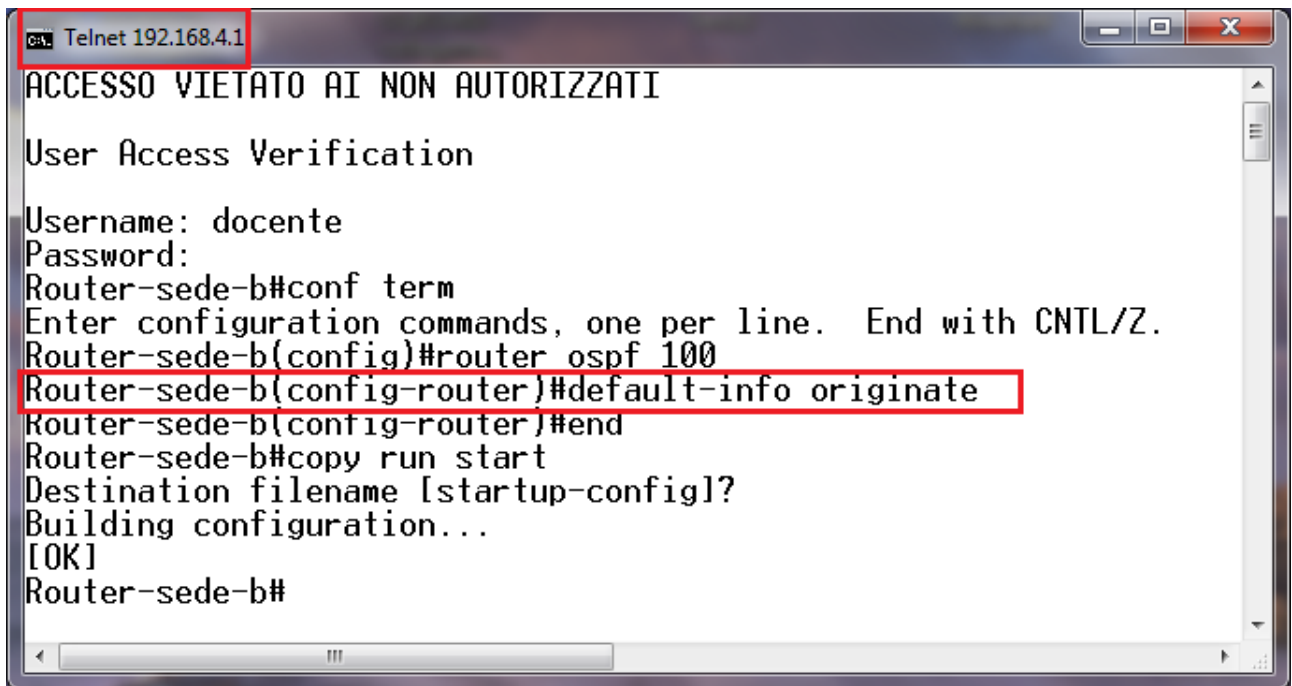 Telnet 192.168.4.1
ACCESSO VIETATO AI NON AUTORIZZATI
User Access Verification
Username: docente
Password:
Router-sede-b#conf term
Enter configuration commands, one per line.  End with CNTL/Z.
Router-sede-b(config)#router ospf 100
Router-sede-b(config-router)#default-info originate
Router-sede-b(config-router)#end
Router-sede-b#copy run start
Destination filename [startup-config]?
Building configuration...
[OK]
Router-sede-b#